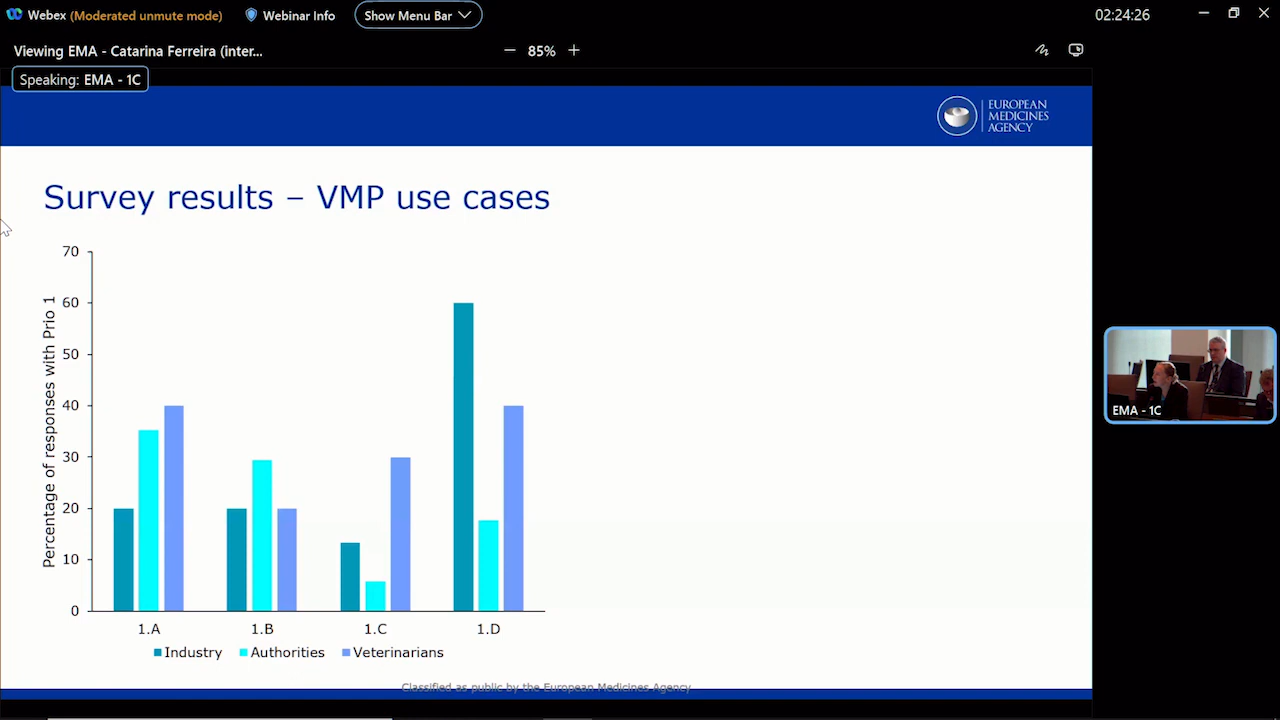 Webex (Moderated unmute mode) Webinar Info Show Menu Bar 02:24:26
Viewing EMA - Catarina Ferreira (inter... 85%
Speaking: EMA - 1C
EUROPEAN
MEDICINES
AGENCY
Survey results – VMP use cases
Percentage of responses with Prio 1
70
60
50
40
30
20
10
0
1.A 1.B 1.C 1.D
Industry Authorities Veterinarians
Classified as public by the European Medicines Agency
EMA - 1C